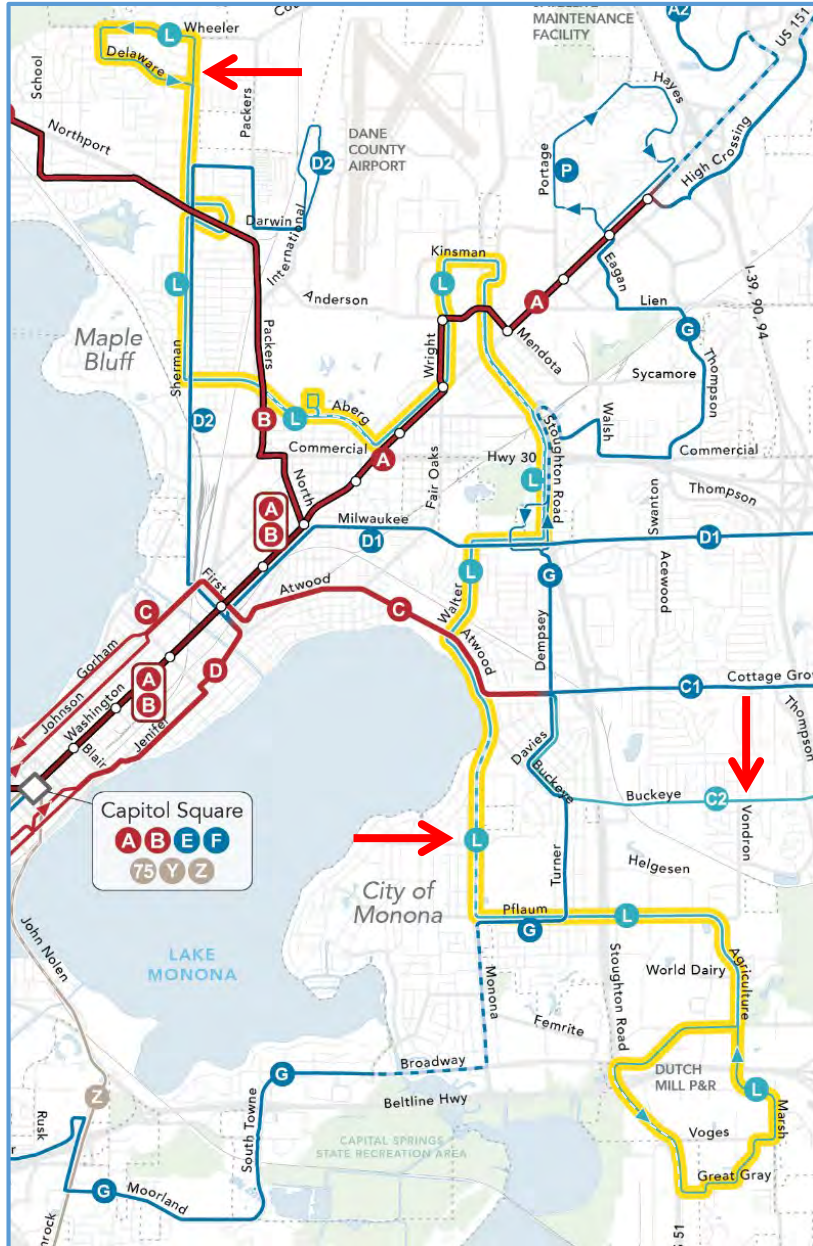 Wheeler
L
Delaware
School
Packers
Northport
MAINTENANCE
FACILITY
A2
US 151
Hayes
DANE
COUNTY
AIRPORT
D2
Portage
P
High Crossing
Darwin
International
Kinsman
Eagan
L
L
Anderson
A
Lien
I-39, 90, 94
Maple
Bluff
Packers
Wright
Mendota
G
Thompson
Sherman
Sycamore
Aberg
L
B
D2
Walsh
Stoughton Road
Commercial
A
Fair Oaks
Hwy 30
L
Commercial
North
Thompson
A
B
Milwaukee
D1
Swanton
D1
First
Atwood
L
G
Acewood
C
C
Walter
Atwood
Dempsey
Gorham
D
Johnson
Washington
A
B
Cottage Gro
C1
Blair
Jenifer
Thompson
Davies
Buckeye
Buckeye
C2
Capitol Square
A B E F
75 Y Z
L
Vondron
Turner
Helgesen
City of
Monona
Pflaum
L
G
John Nolen
LAKE
MONONA
Monona
Stoughton Road
World Dairy
Agriculture
Femrite
Broadway
G
Z
Beltline Hwy
DUTCH
MILL P&R
L
Marsh
Rusk
South Towne
CAPITAL SPRINGS
STATE RECREATION AREA
Voges
Great Gray
G
Moorland
mrock
S 51